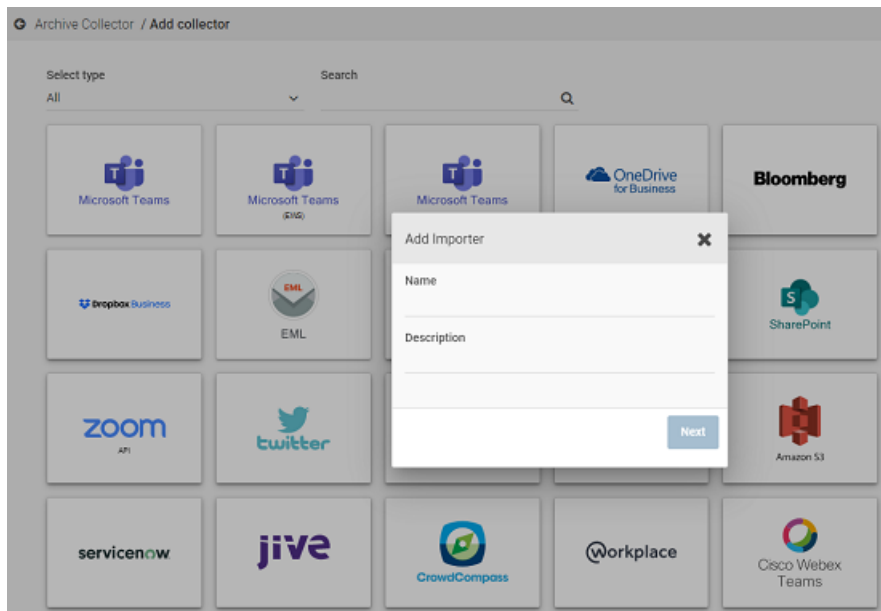 Archive Collector / Add collector
Select type
Search
All
Microsoft Teams
Microsoft Teams
(EWS)
Microsoft Teams
OneDrive
for Business
Bloomberg
Add Importer
Name
Description
Next
Dropbox Business
EML
EML
SharePoint
zoom
API
twitter
Amazon S3
servicenow
jive
CrowdCompass
Workplace
Cisco Webex
Teams